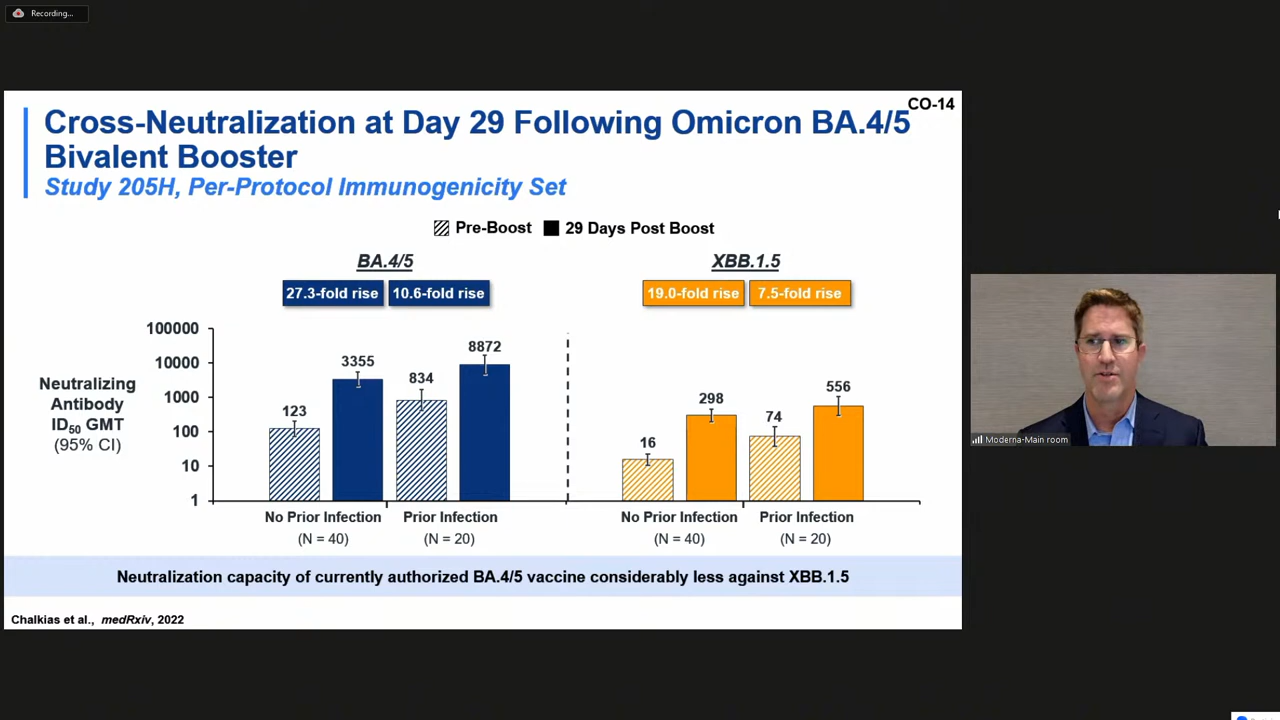 Recording...
CO-14
Cross-Neutralization at Day 29 Following Omicron BA.4/5
Bivalent Booster
Study 205H, Per-Protocol Immunogenicity Set
Pre-Boost 29 Days Post Boost
BA.4/5
27.3-fold rise 10.6-fold rise
XBB.1.5
19.0-fold rise 7.5-fold rise
Neutralizing
Antibody
ID50 GMT
(95% CI)
100000
10000
1000
100
10
1
123
3355
834
8872
16
298
74
556
No Prior Infection
(N = 40)
Prior Infection
(N = 20)
No Prior Infection
(N = 40)
Prior Infection
(N = 20)
Neutralization capacity of currently authorized BA.4/5 vaccine considerably less against XBB.1.5
Chalkias et al., medRxiv, 2022
Moderna-Main room